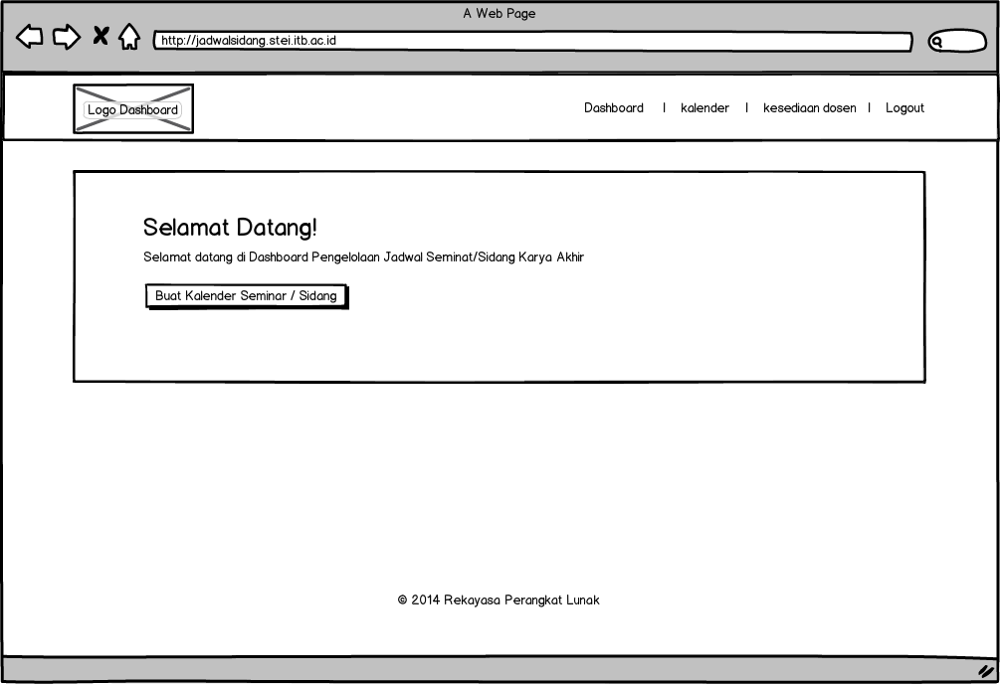 A Web Page
http://jadwalsidang.stei.itb.ac.id
Logo Dashboard
Dashboard | kalender | kesediaan dosen | Logout
Selamat Datang!
Selamat datang di Dashboard Pengelolaan Jadwal Seminat/Sidang Karya Akhir
Buat Kalender Seminar / Sidang
© 2014 Rekayasa Perangkat Lunak